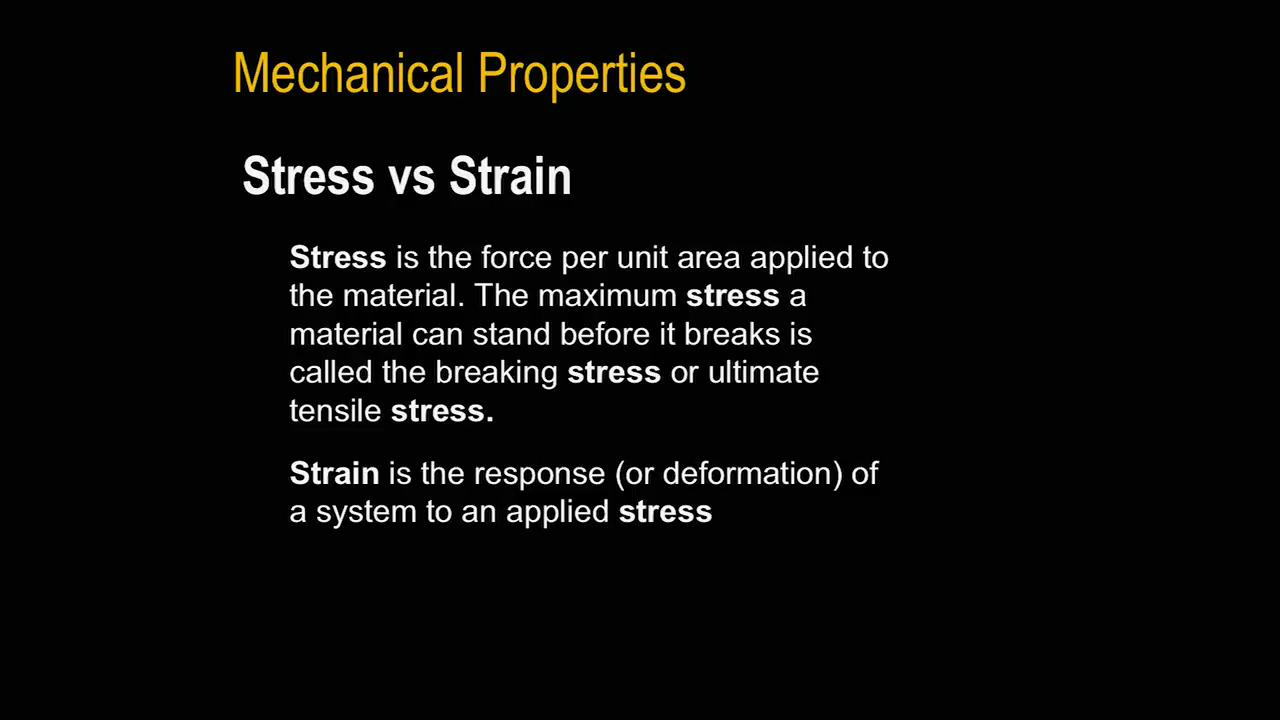 Mechanical Properties
Stress vs Strain
Stress is the force per unit area applied to
the material. The maximum stress a
material can stand before it breaks is
called the breaking stress or ultimate
tensile stress.
Strain is the response (or deformation) of
a system to an applied stress